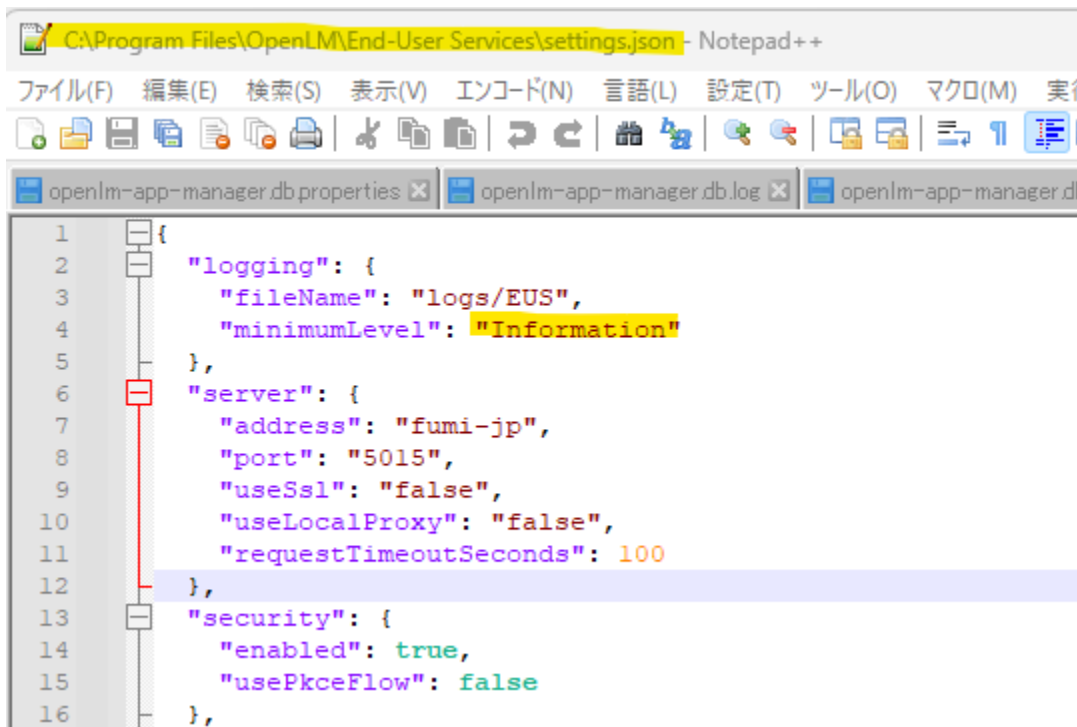 C:\Program Files\OpenLM\End-User Services\settings.json - Notepad++
ファイル(F) 編集(E) 検索(S) 表示(V) エンコード(N) 言語(L) 設定(T) ツール(O) マクロ(M) 実行
openlm-app-manager.db.properties openlm-app-manager.db.log openlm-app-manager.d
1 {
2 "logging": {
3 "fileName": "logs/EUS",
4 "minimumLevel": "Information"
5 },
6 "server": {
7 "address": "fumi-jp",
8 "port": "5015",
9 "useSsl": "false",
10 "useLocalProxy": "false",
11 "requestTimeoutSeconds": 100
12 },
13 "security": {
14 "enabled": true,
15 "usePkceFlow": false
16 },